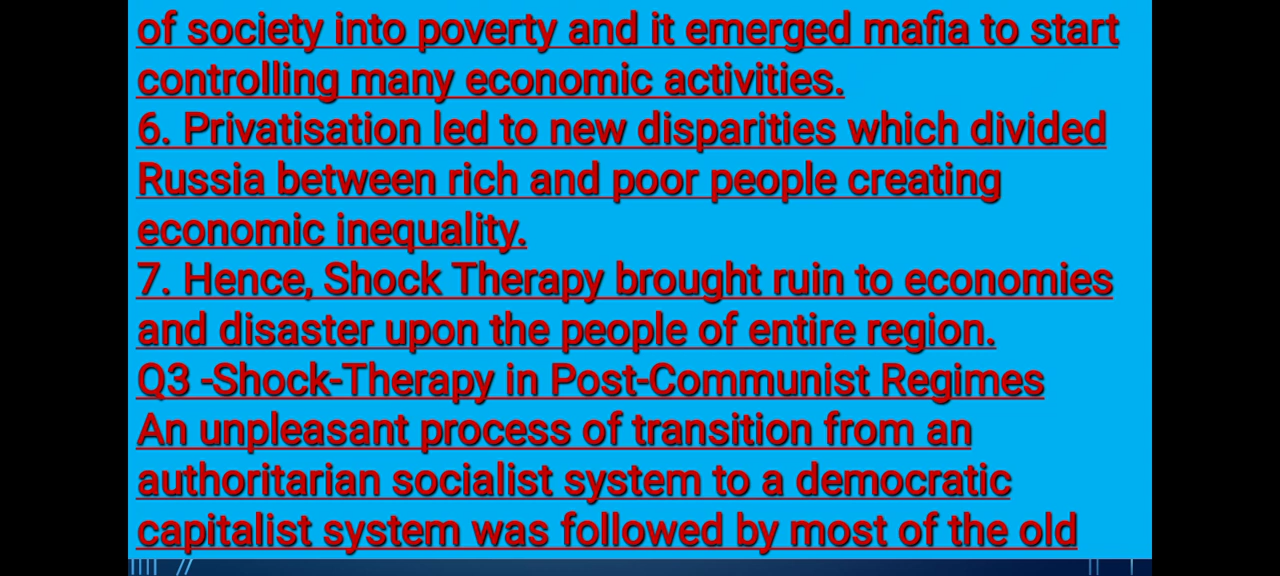 of society into poverty and it emerged mafia to start
controlling many economic activities.
6. Privatisation led to new disparities which divided
Russia between rich and poor people creating
economic inequality.
7. Hence, Shock Therapy brought ruin to economies
and disaster upon the people of entire region.
Q3 -Shock-Therapy in Post-Communist Regimes
An unpleasant process of transition from an
authoritarian socialist system to a democratic
capitalist system was followed by most of the old